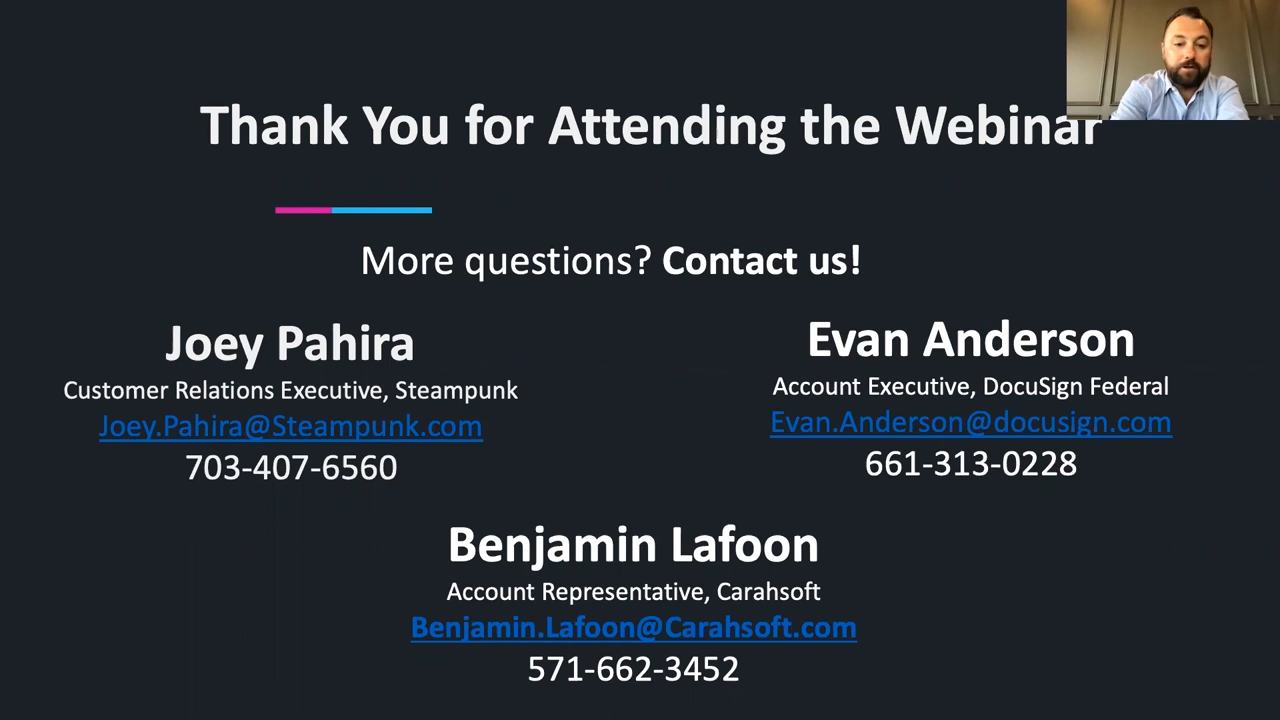 Thank You for Attending the Webinar
More questions? Contact us!
Joey Pahira
Customer Relations Executive, Steampunk
Joey.Pahira@Steampunk.com
703-407-6560
Evan Anderson
Account Executive, DocuSign Federal
Evan.Anderson@docusign.com
661-313-0228
Benjamin Lafoon
Account Representative, Carahsoft
Benjamin.Lafoon@Carahsoft.com
571-662-3452